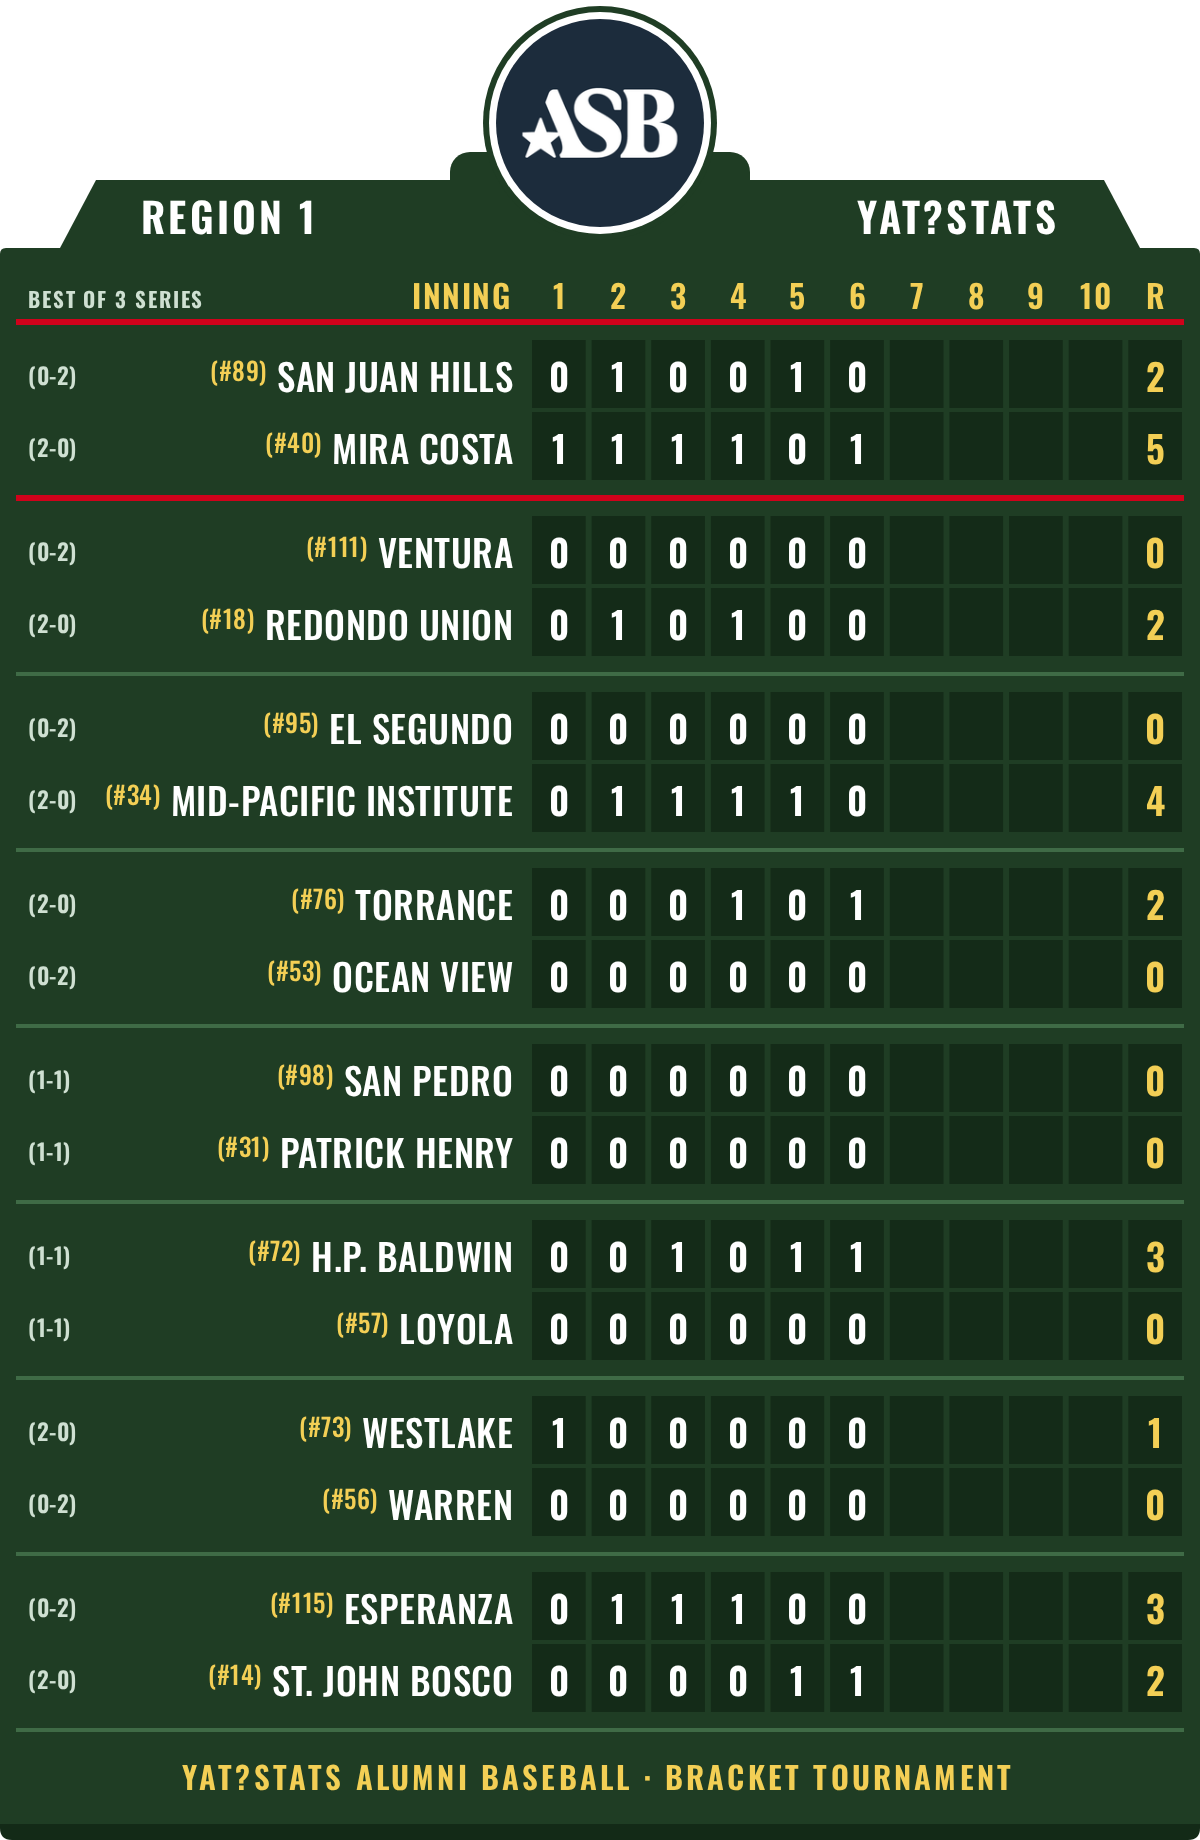 ASB
REGION 1 YAT?STATS
BEST OF 3 SERIES INNING 1 2 3 4 5 6 7 8 9 10 R
(0-2) (#89) SAN JUAN HILLS 0 1 0 0 1 0 2
(2-0) (#40) MIRA COSTA 1 1 1 1 0 1 5
(0-2) (#111) VENTURA 0 0 0 0 0 0 0
(2-0) (#18) REDONDO UNION 0 1 0 1 0 0 2
(0-2) (#95) EL SEGUNDO 0 0 0 0 0 0 0
(2-0) (#34) MID-PACIFIC INSTITUTE 0 1 1 1 1 0 4
(2-0) (#76) TORRANCE 0 0 0 1 0 1 2
(0-2) (#53) OCEAN VIEW 0 0 0 0 0 0 0
(1-1) (#98) SAN PEDRO 0 0 0 0 0 0 0
(1-1) (#31) PATRICK HENRY 0 0 0 0 0 0 0
(1-1) (#72) H.P. BALDWIN 0 0 1 0 1 1 3
(1-1) (#57) LOYOLA 0 0 0 0 0 0 0
(2-0) (#73) WESTLAKE 1 0 0 0 0 0 1
(0-2) (#56) WARREN 0 0 0 0 0 0 0
(0-2) (#115) ESPERANZA 0 1 1 1 0 0 3
(2-0) (#14) ST. JOHN BOSCO 0 0 0 0 1 1 2
YAT?STATS ALUMNI BASEBALL · BRACKET TOURNAMENT